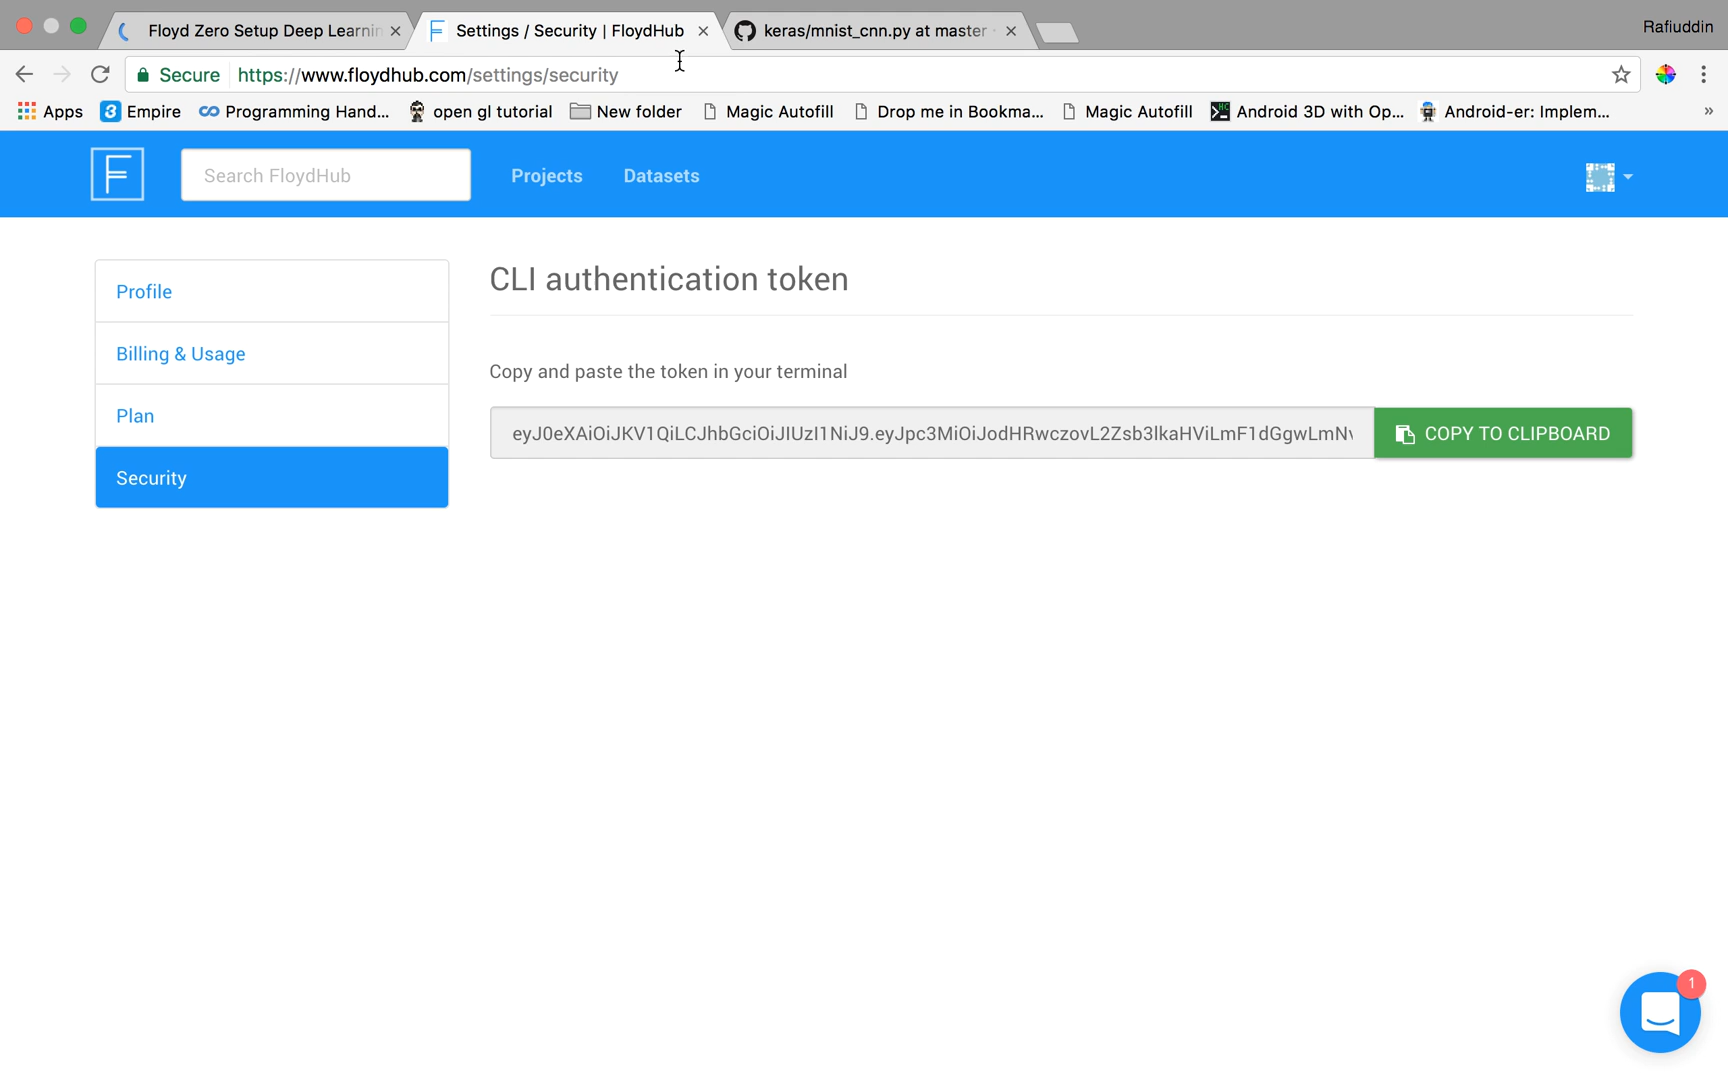 Floyd Zero Setup Deep Learnin
Settings / Security | FloydHub
keras/mnist_cnn.py at master
Rafiuddin
Secure https://www.floydhub.com/settings/security
Apps Empire Programming Hand... open gl tutorial New folder Magic Autofill Drop me in Bookma... Magic Autofill Android 3D with Op... Android-er: Implem... »
F Search FloydHub Projects Datasets
Profile
Billing & Usage
Plan
Security
CLI authentication token
Copy and paste the token in your terminal
eyJ0eXAiOiJKV1QiLCJhbGciOiJIUzI1NiJ9.eyJpc3MiOiJodHRwczovL2Zsb3lkaHViLmF1dGgwLmN
COPY TO CLIPBOARD
1